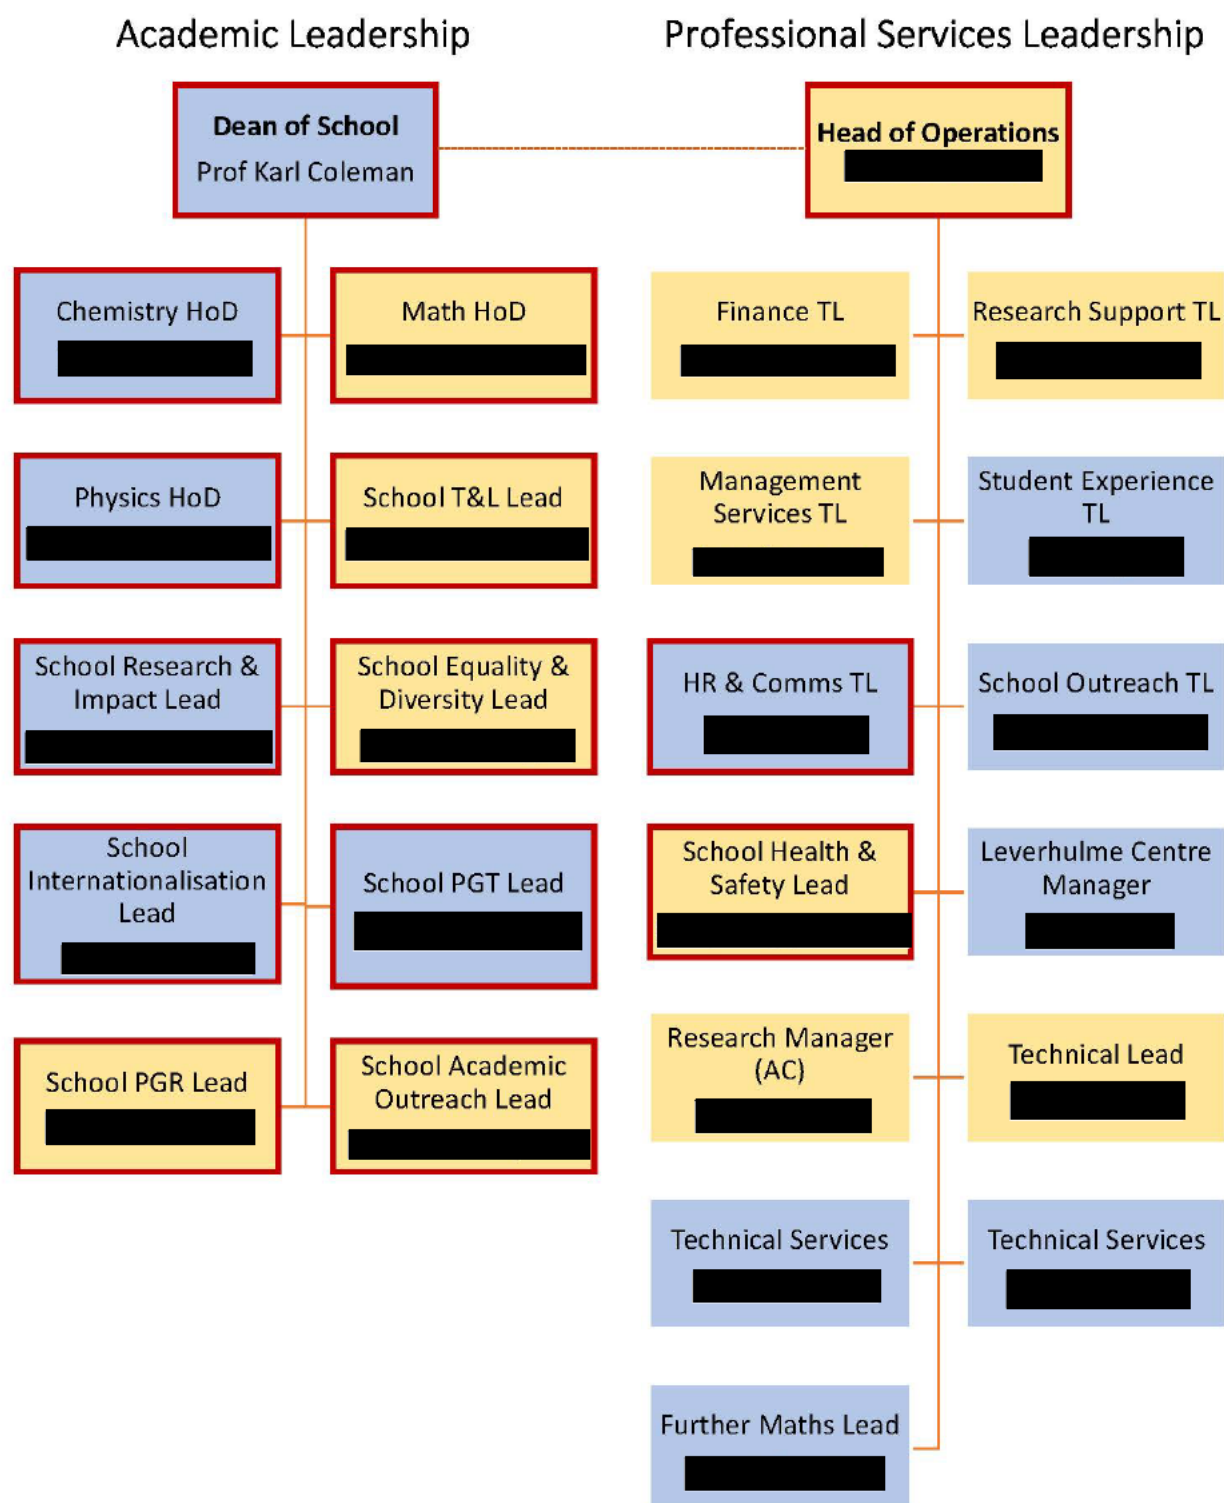 Academic Leadership
Professional Services Leadership
Dean of School
Prof Karl Coleman
Head of Operations
Chemistry HoD
Math HoD
Finance TL
Research Support TL
Physics HoD
School T&L Lead
Management
Services TL
Student Experience
TL
School Research &
Impact Lead
School Equality &
Diversity Lead
HR & Comms TL
School Outreach TL
School
Internationalisation
Lead
School PGT Lead
School Health &
Safety Lead
Leverhulme Centre
Manager
School PGR Lead
School Academic
Outreach Lead
Research Manager
(AC)
Technical Lead
Technical Services
Technical Services
Further Maths Lead